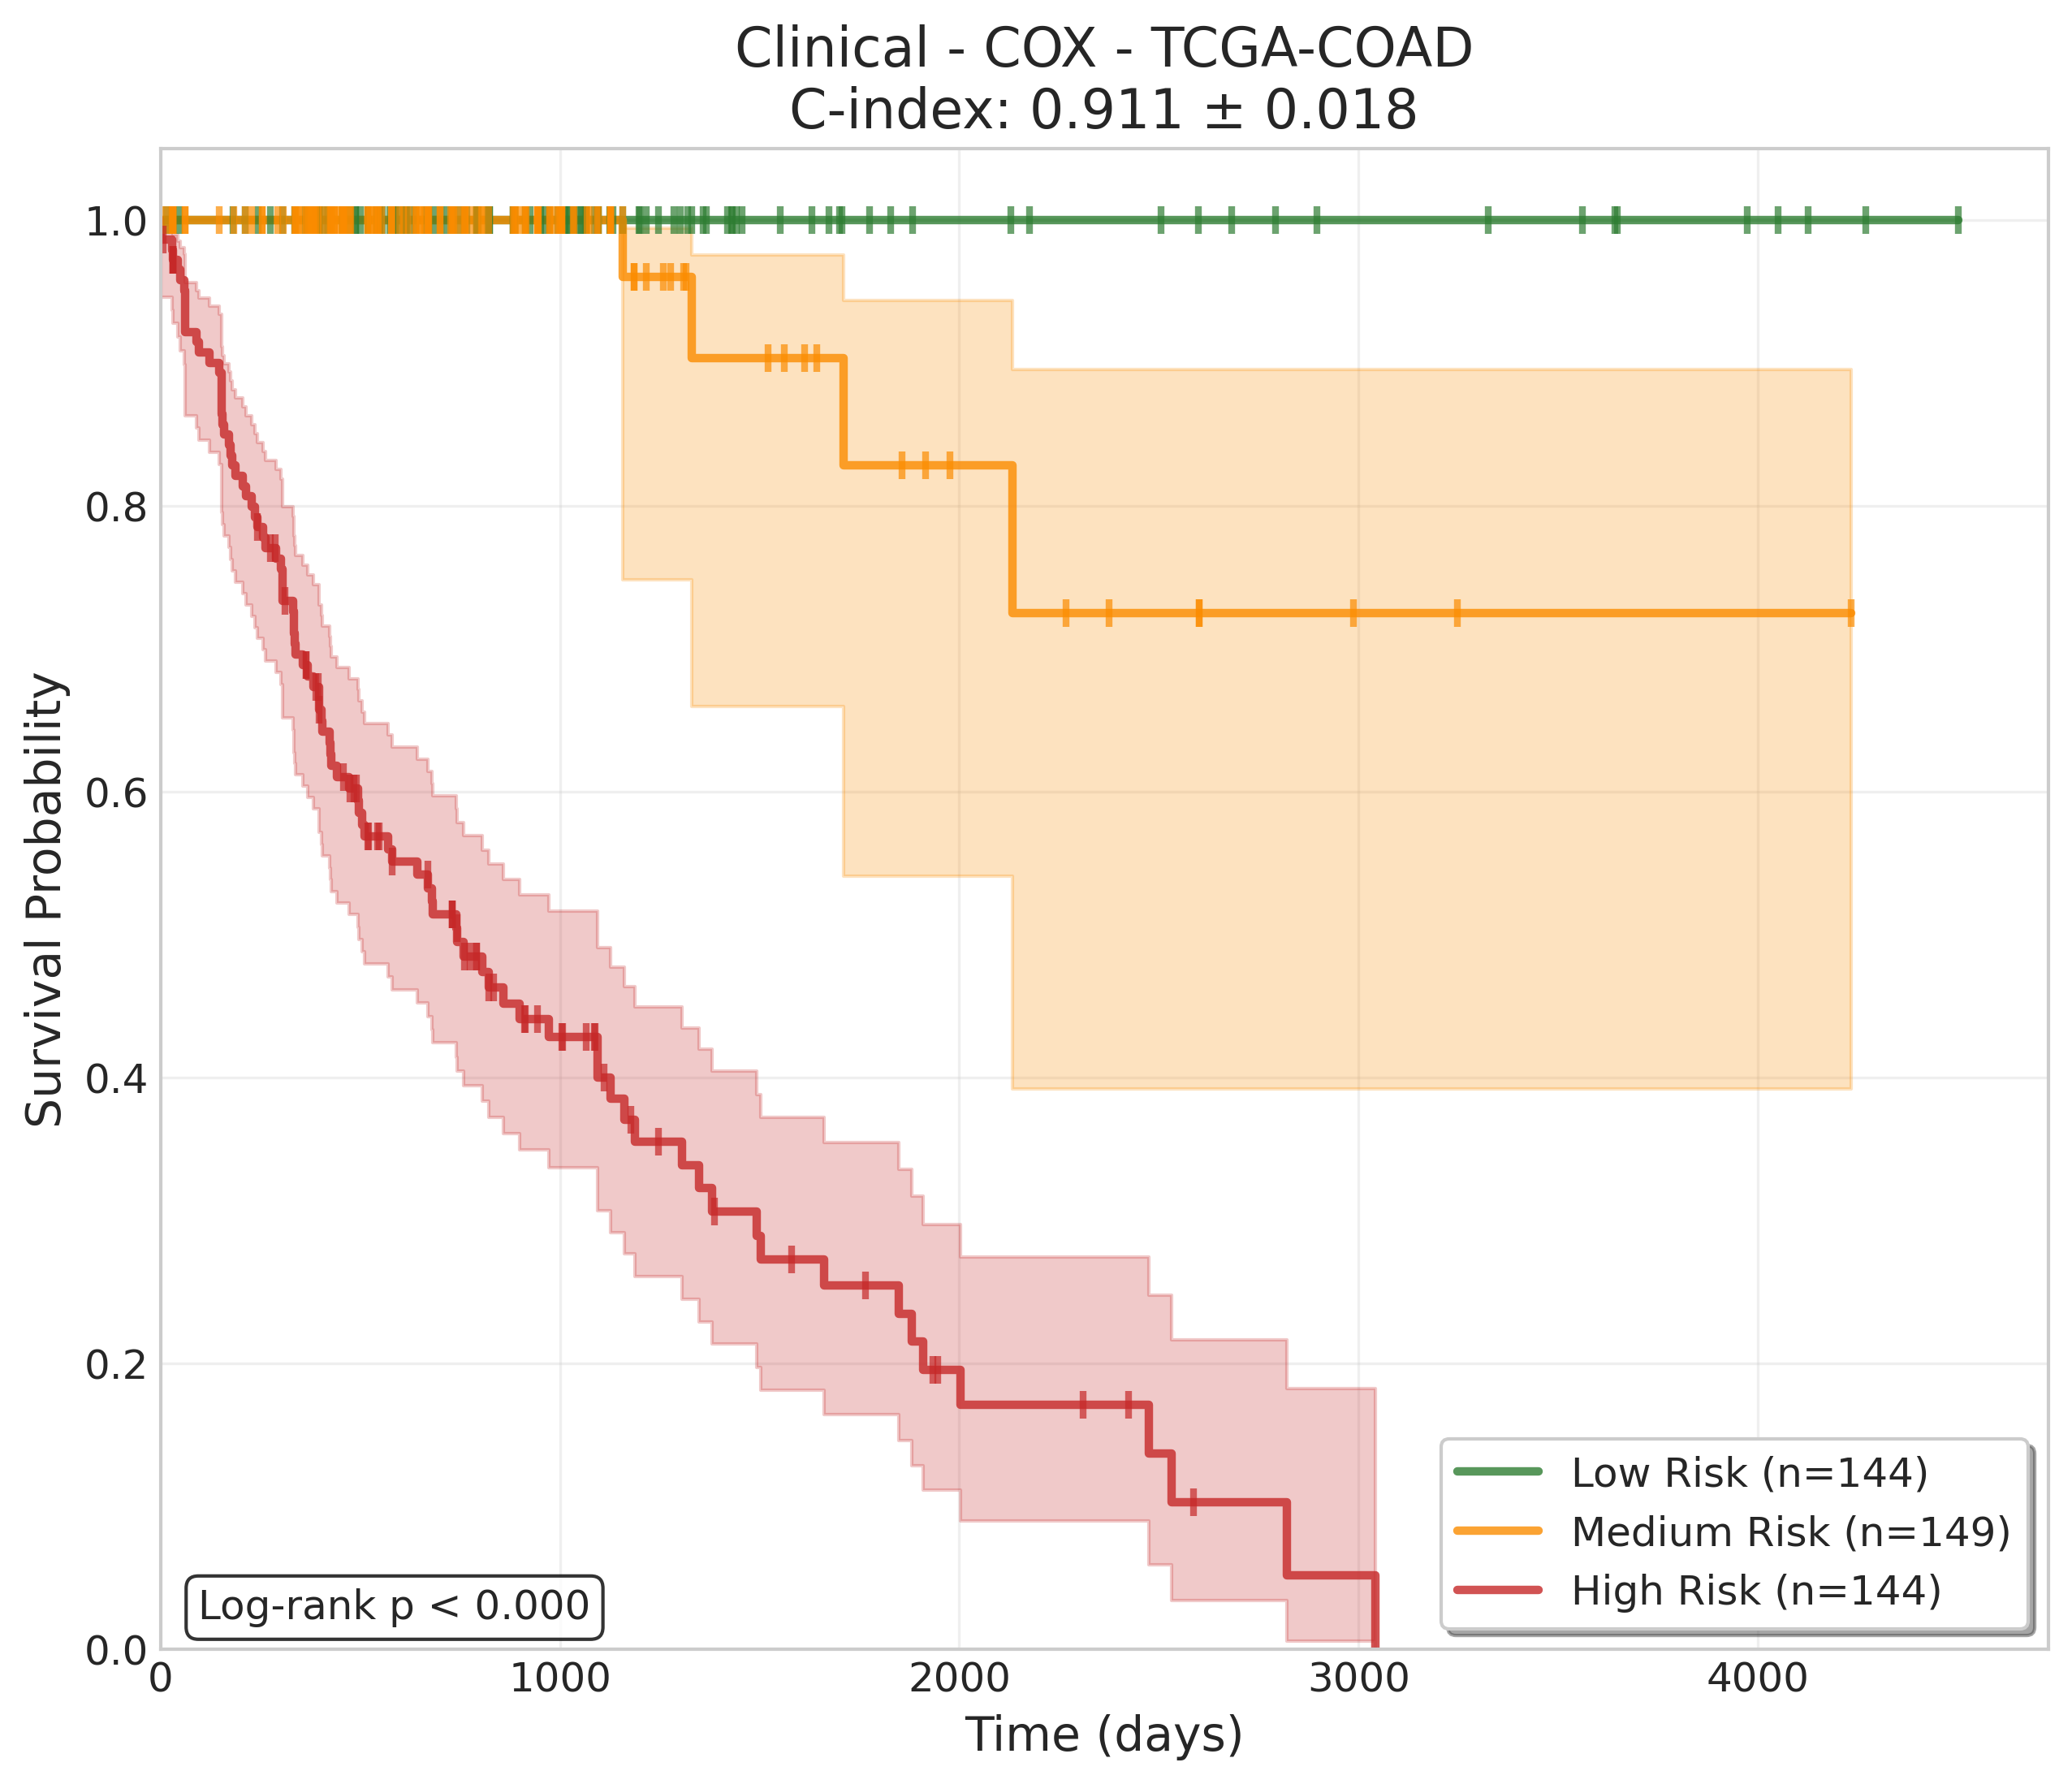 Clinical - COX - TCGA-COAD
C-index: 0.911 ± 0.018
Survival Probability
1.0
0.8
0.6
0.4
0.2
0.0
Log-rank p < 0.000
Low Risk (n=144)
Medium Risk (n=149)
High Risk (n=144)
0 1000 2000 3000 4000
Time (days)